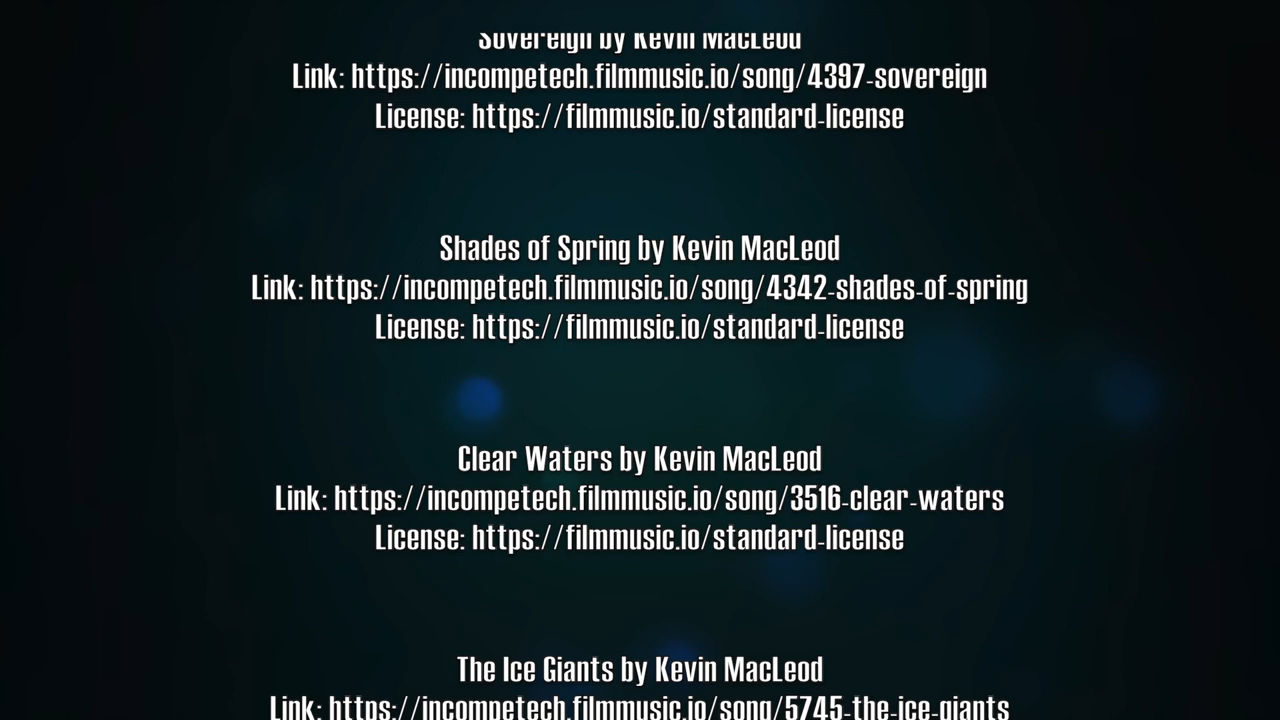 Sovereign by Kevin MacLeod
Link: https://incompetech.filmmusic.io/song/4397-sovereign
License: https://filmmusic.io/standard-license
Shades of Spring by Kevin MacLeod
Link: https://incompetech.filmmusic.io/song/4342-shades-of-spring
License: https://filmmusic.io/standard-license
Clear Waters by Kevin MacLeod
Link: https://incompetech.filmmusic.io/song/3516-clear-waters
License: https://filmmusic.io/standard-license
The Ice Giants by Kevin MacLeod
Link: https://incompetech.filmmusic.io/song/5745-the-ice-giants